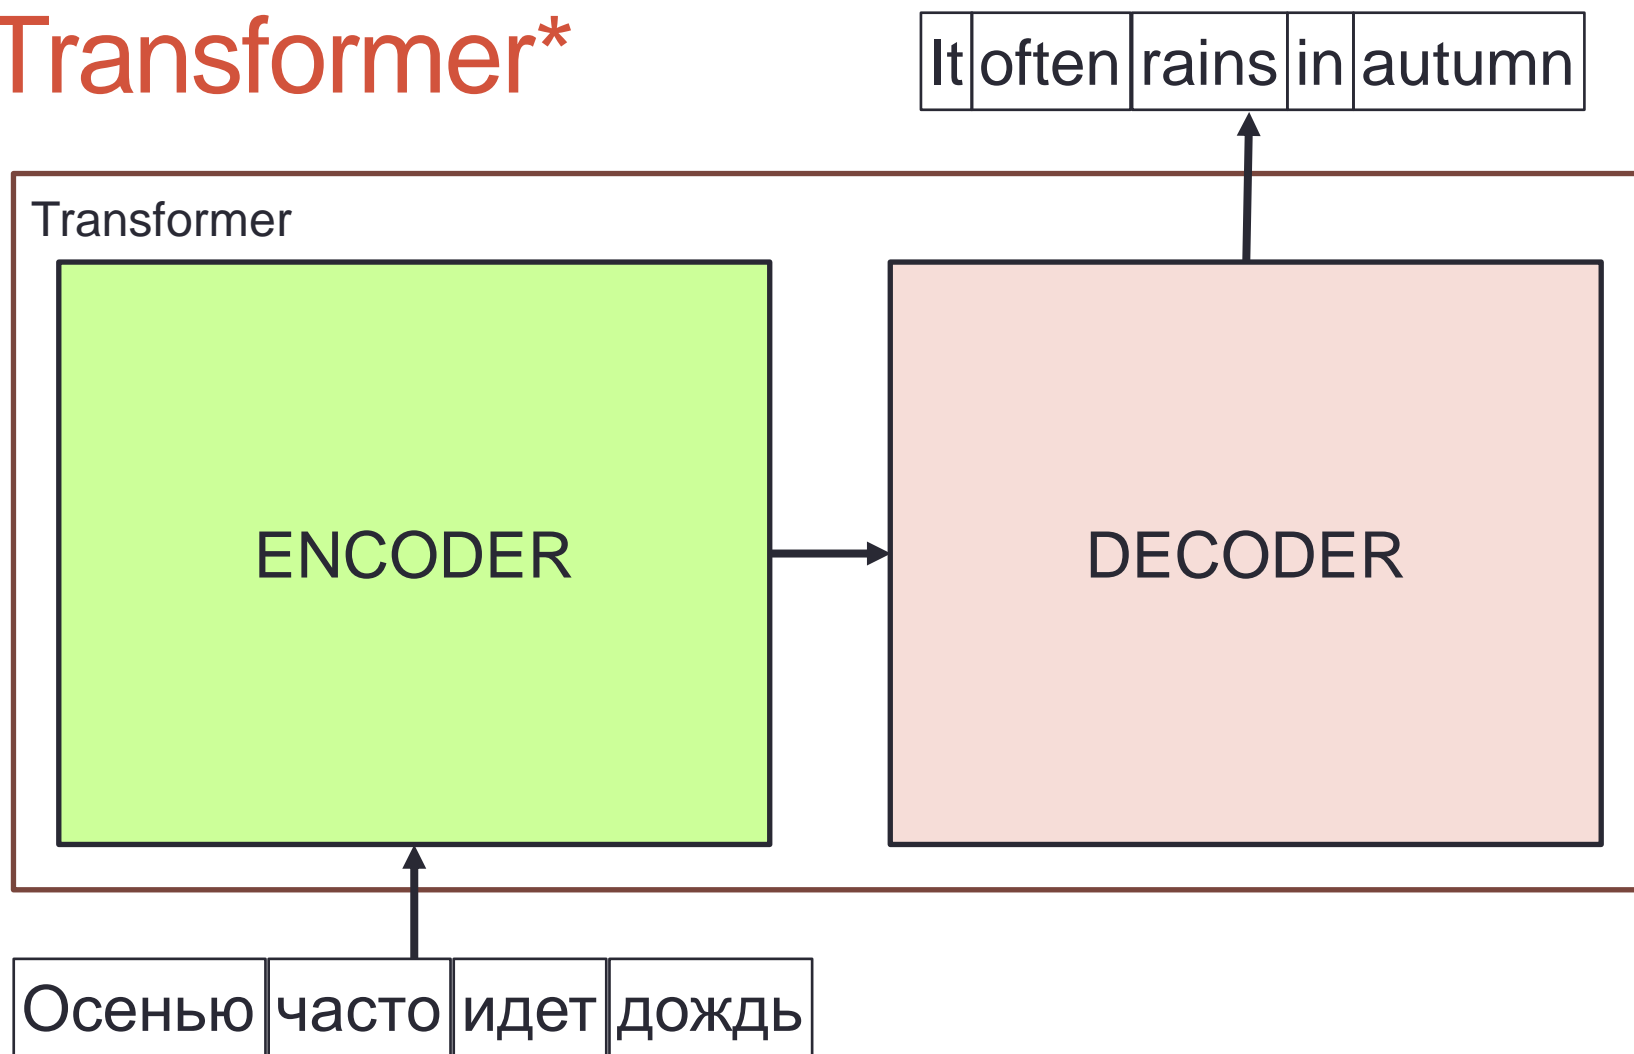 Transformer*
It often rains in autumn
Transformer
ENCODER
DECODER
Осенью часто идет дождь